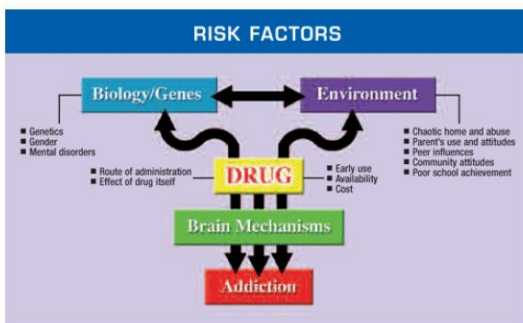 RISK FACTORS
Biology/Genes
Environment
■ Genetics
■ Gender
■ Mental disorders
■ Chaotic home and abuse
■ Parent's use and attitudes
■ Peer influences
■ Community attitudes
■ Poor school achievement
■ Route of administration
■ Effect of drug itself
DRUG
■ Early use
■ Availability
■ Cost
Brain Mechanisms
Addiction